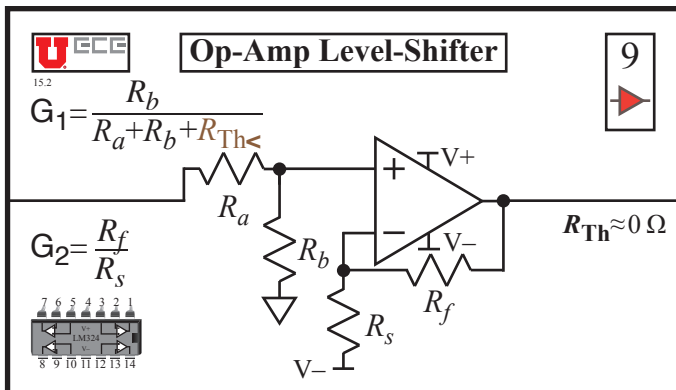 U ECE
Op-Amp Level-Shifter
9
15.2
G1= Rb / Ra+Rb+RTh<
V+
Ra
Rb
V–
RTh≈0 Ω
G2= Rf / Rs
Rf
Rs
V–
7 6 5 4 3 2 1
V+
LM324
V–
8 9 10 11 12 13 14